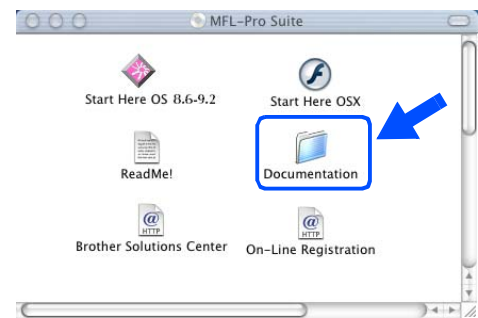 MFL-Pro Suite
Start Here OS 8.6-9.2
Start Here OSX
ReadMe!
Documentation
@
HTTP
@
HTTP
Brother Solutions Center
On-Line Registration